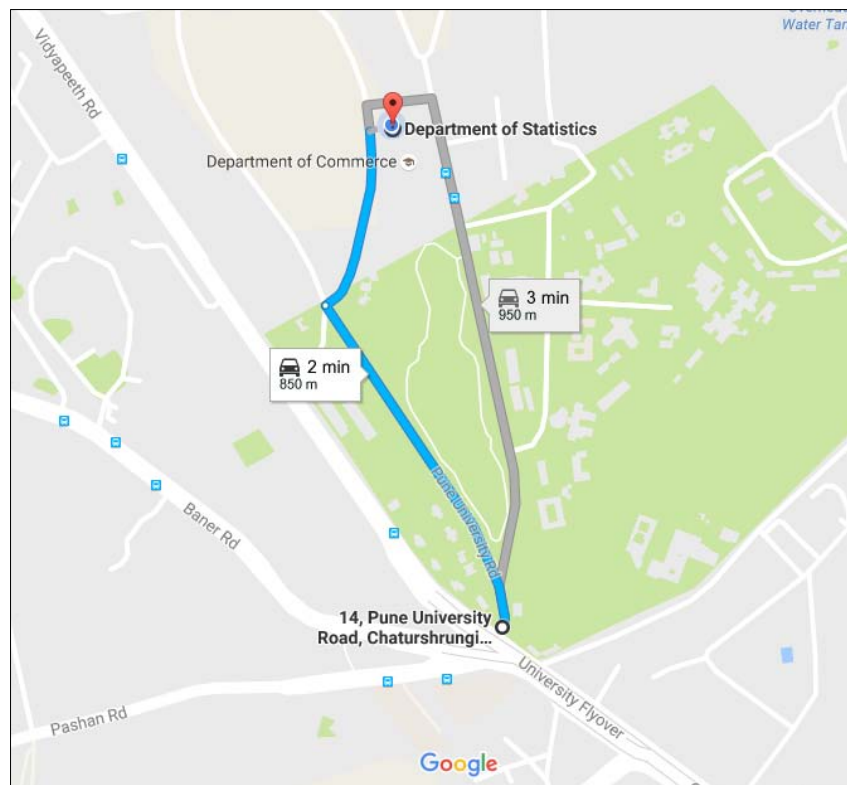 Water Tan
Vidyapeeth Rd
Department of Statistics
Department of Commerce
3 min
950 m
2 min
850 m
Pune University Rd
Baner Rd
14, Pune University
Road, Chaturshrungi...
University Flyover
Pashan Rd
Google